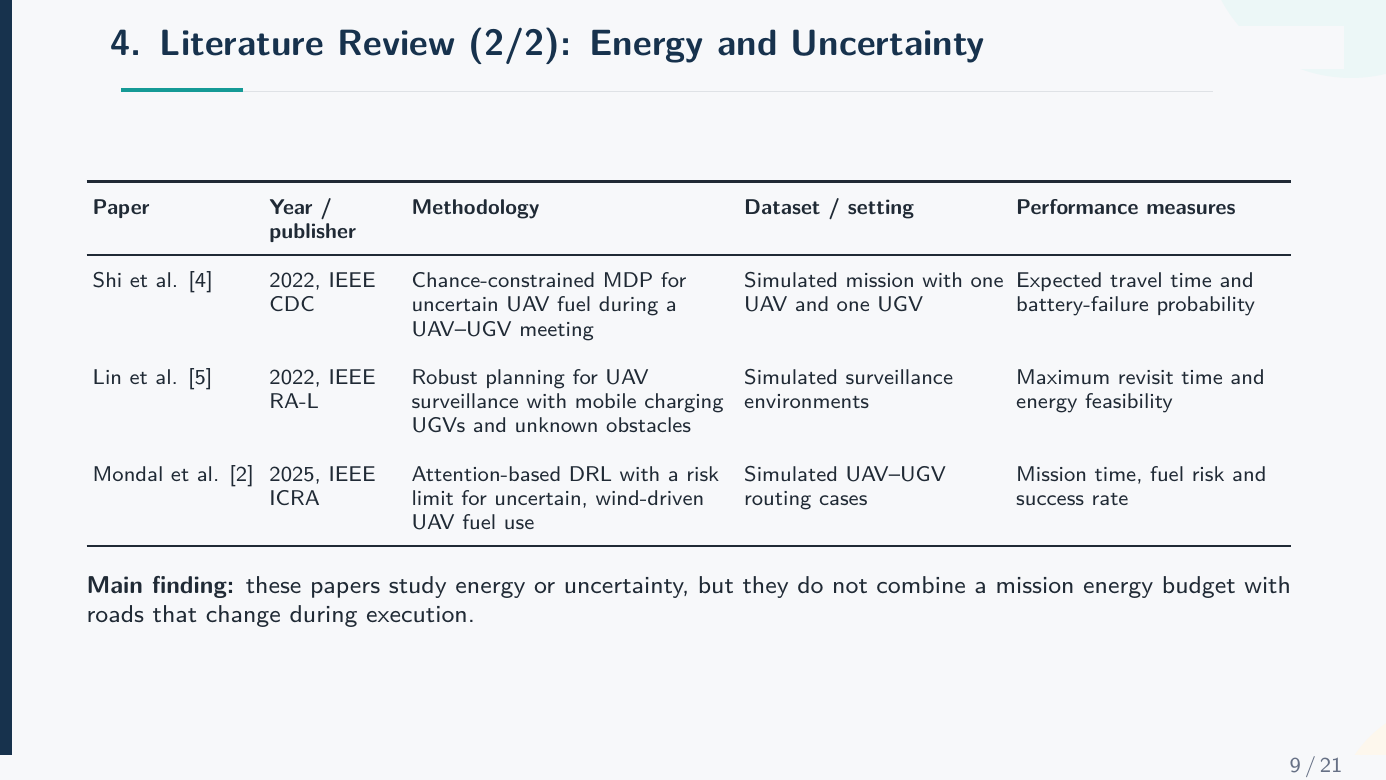 4. Literature Review (2/2): Energy and Uncertainty
Paper
Year / publisher
Methodology
Dataset / setting
Performance measures
Shi et al. [4]
2022, IEEE
CDC
Chance-constrained MDP for
uncertain UAV fuel during a
UAV–UGV meeting
Simulated mission with one
UAV and one UGV
Expected travel time and
battery-failure probability
Lin et al. [5]
2022, IEEE
RA-L
Robust planning for UAV
surveillance with mobile charging
UGVs and unknown obstacles
Simulated surveillance
environments
Maximum revisit time and
energy feasibility
Mondal et al. [2]
2025, IEEE
ICRA
Attention-based DRL with a risk
limit for uncertain, wind-driven
UAV fuel use
Simulated UAV–UGV
routing cases
Mission time, fuel risk and
success rate
Main finding: these papers study energy or uncertainty, but they do not combine a mission energy budget with
roads that change during execution.
9 / 21